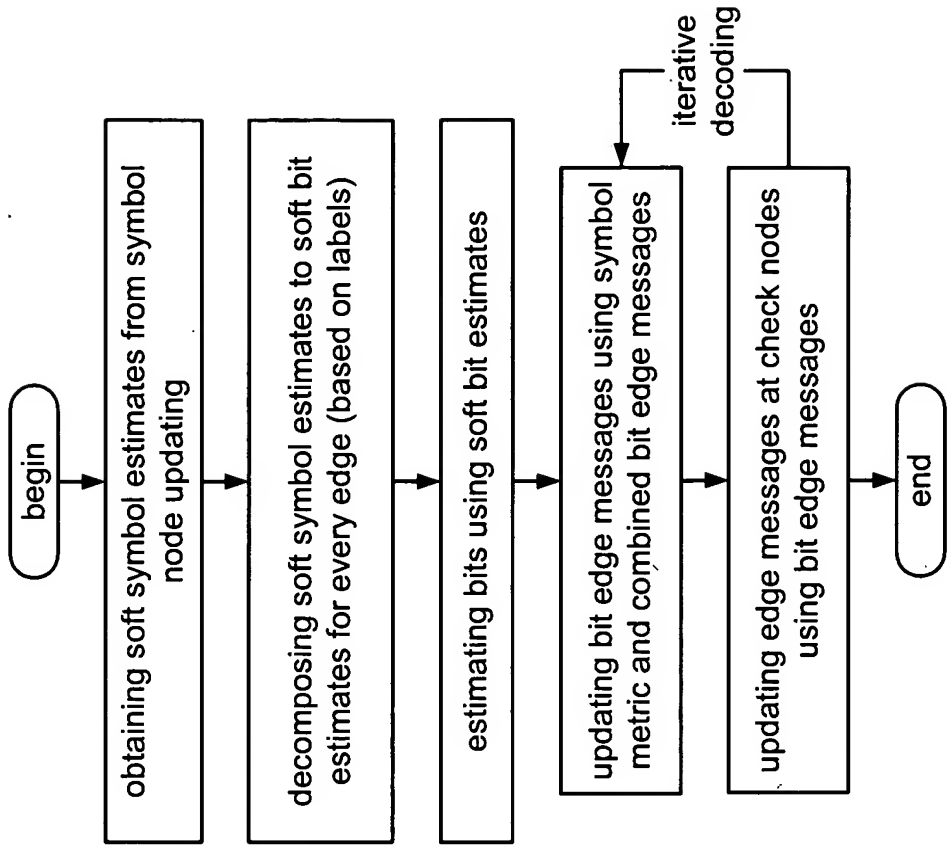 begin
obtaining soft symbol estimates from symbol
node updating
decomposing soft symbol estimates to soft bit
estimates for every edge (based on labels)
estimating bits using soft bit estimates
updating bit edge messages using symbol
metric and combined bit edge messages
iterative
decoding
updating edge messages at check nodes
using bit edge messages
end